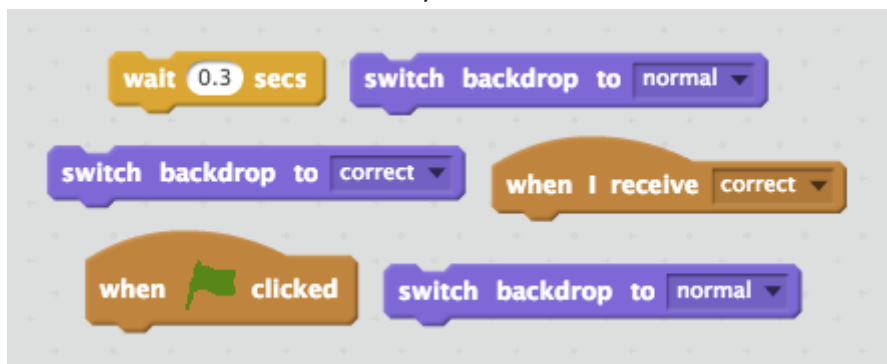 wait 0.3 secs
switch backdrop to normal
switch backdrop to correct
when I receive correct
when clicked
switch backdrop to normal